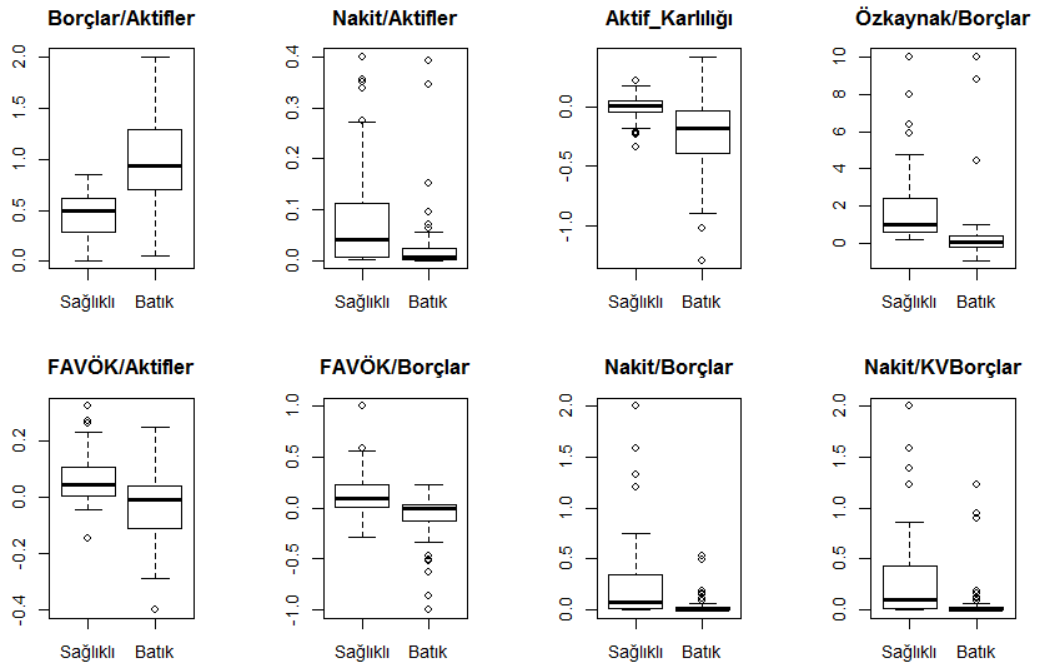 Borçlar/Aktifler
2.0
1.5
1.0
0.5
0.0
Sağlıklı Batık
Nakit/Aktifler
0.4
0.3
0.2
0.1
0.0
Sağlıklı Batık
Aktif_Karlılığı
0.0
-0.5
-1.0
Sağlıklı Batık
Özkaynak/Borçlar
10
8
6
4
2
0
Sağlıklı Batık
FAVÖK/Aktifler
0.2
0.0
-0.2
-0.4
Sağlıklı Batık
FAVÖK/Borçlar
1.0
0.5
0.0
-0.5
-1.0
Sağlıklı Batık
Nakit/Borçlar
2.0
1.5
1.0
0.5
0.0
Sağlıklı Batık
Nakit/KVBorçlar
2.0
1.5
1.0
0.5
0.0
Sağlıklı Batık